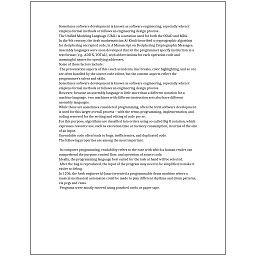 Sometimes software development is known as software engineering, especially when it
employs formal methods or follows an engineering design process.
The Unified Modeling Language (UML) is a notation used for both the OOAD and MDA.
In the 9th century, the Arab mathematician Al-Kindi described a cryptographic algorithm
for deciphering encrypted code, in A Manuscript on Deciphering Cryptographic Messages.
Assembly languages were soon developed that let the programmer specify instruction in a
text format (e.g., ADD X, TOTAL), with abbreviations for each operation code and
meaningful names for specifying addresses.
Some of these factors include:
The presentation aspects of this (such as indents, line breaks, color highlighting, and so on)
are often handled by the source code editor, but the content aspects reflect the
programmer's talent and skills.
Sometimes software development is known as software engineering, especially when it
employs formal methods or follows an engineering design process.
However, because an assembly language is little more than a different notation for a
machine language, two machines with different instruction sets also have different
assembly languages.
While these are sometimes considered programming, often the term software development
is used for this larger overall process – with the terms programming, implementation, and
coding reserved for the writing and editing of code per se.
For this purpose, algorithms are classified into orders using so-called Big O notation, which
expresses resource use, such as execution time or memory consumption, in terms of the size
of an input.
Unreadable code often leads to bugs, inefficiencies, and duplicated code.
The following properties are among the most important:
In computer programming, readability refers to the ease with which a human reader can
comprehend the purpose, control flow, and operation of source code.
Ideally, the programming language best suited for the task at hand will be selected.
After the bug is reproduced, the input of the program may need to be simplified to make it
easier to debug.
In 1206, the Arab engineer Al-Jazari invented a programmable drum machine where a
musical mechanical automaton could be made to play different rhythms and drum patterns,
via pegs and cams.
Programs were mostly entered using punched cards or paper tape.